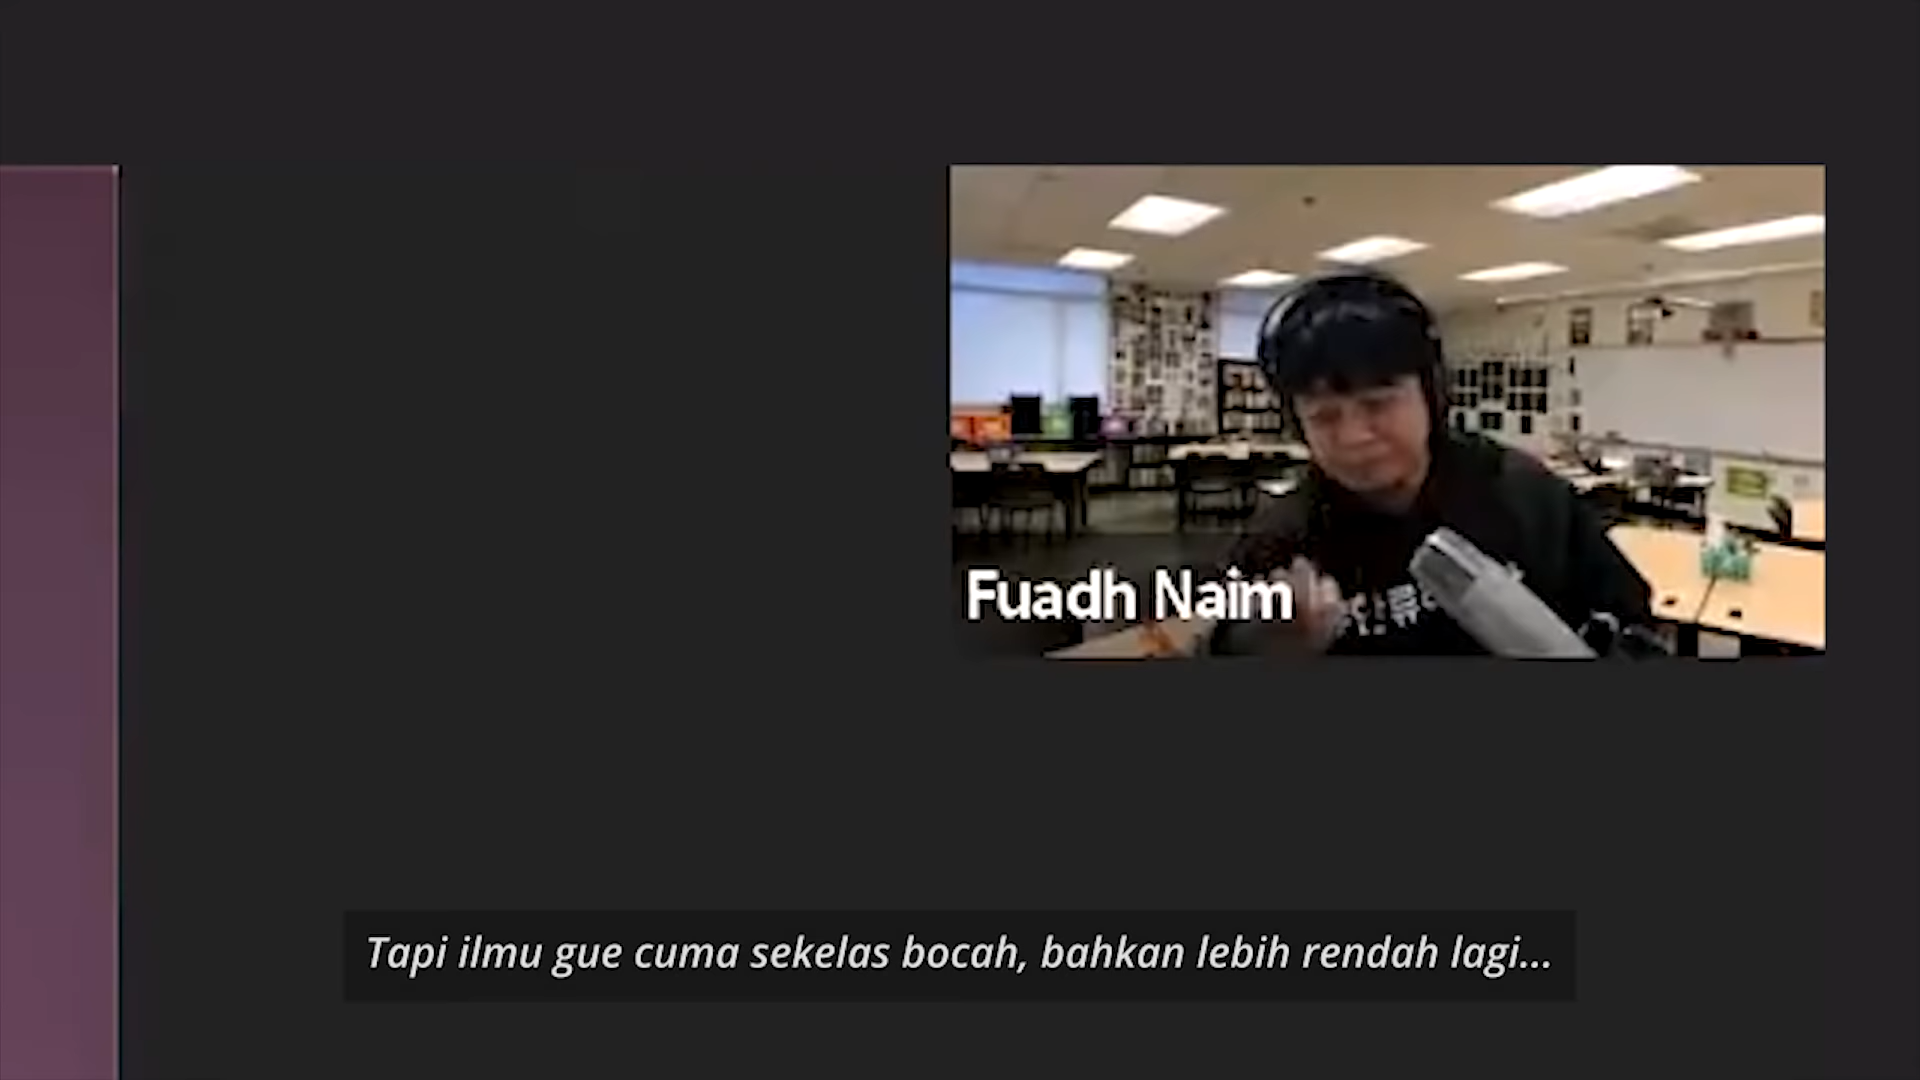 Fuadh Naim
Tapi ilmu gue cuma sekelas bocah, bahkan lebih rendah lagi...